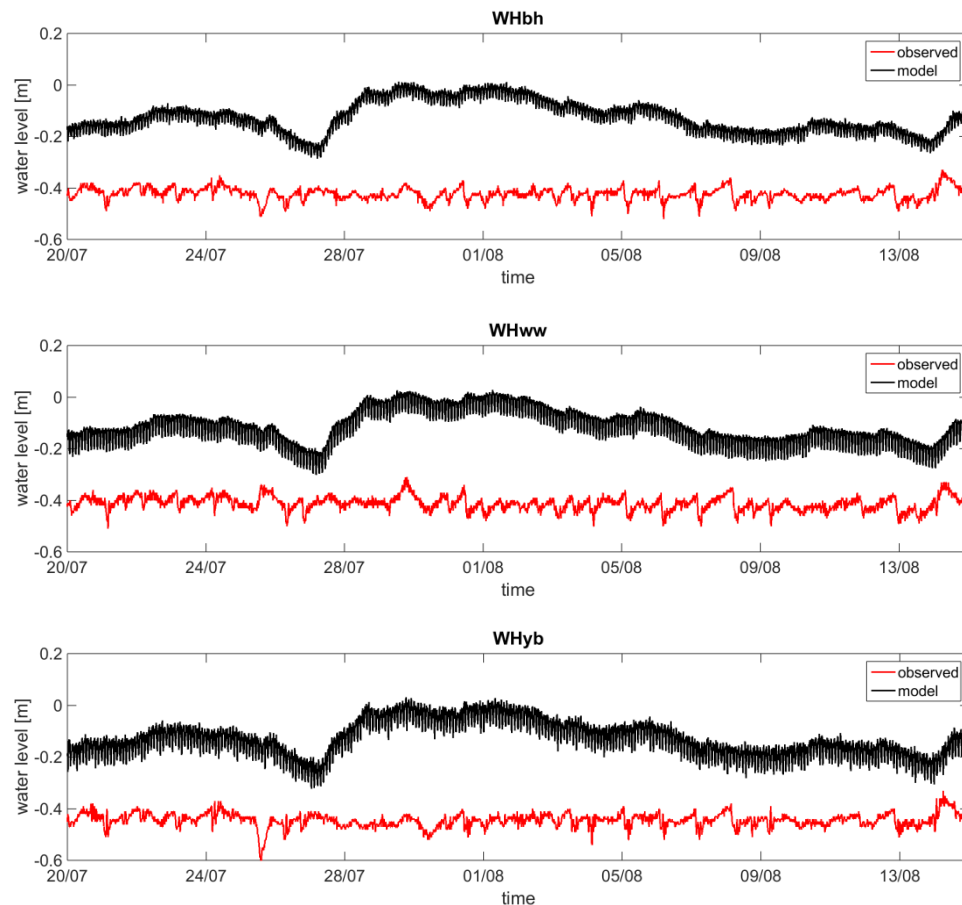 WHbh
0.2
observed
model
0
water level [m]
-0.2
-0.4
-0.6
20/07 24/07 28/07 01/08 05/08 09/08 13/08
time
WHww
0.2
observed
model
0
water level [m]
-0.2
-0.4
-0.6
20/07 24/07 28/07 01/08 05/08 09/08 13/08
time
WHyb
0.2
observed
model
0
water level [m]
-0.2
-0.4
-0.6
20/07 24/07 28/07 01/08 05/08 09/08 13/08
time